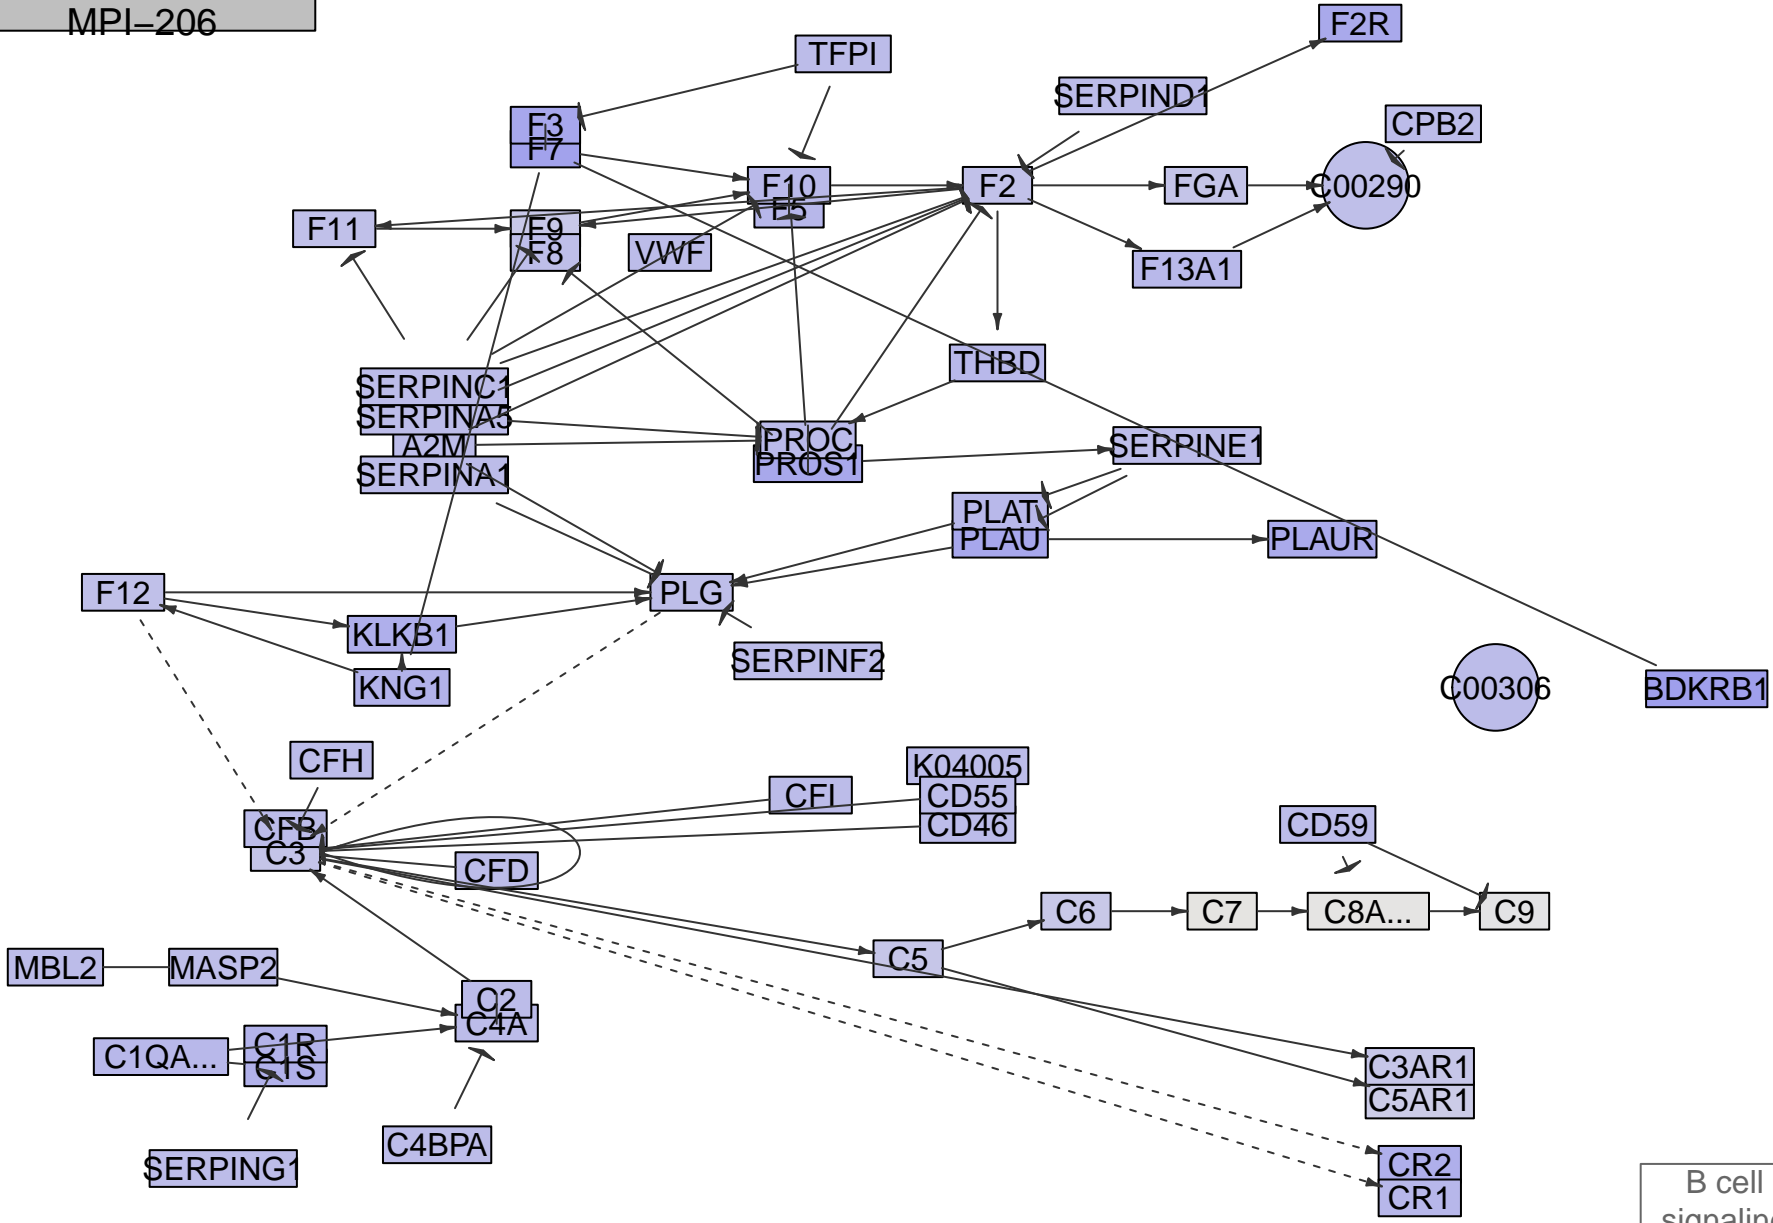 MPI–206
F2R
TFPI
SERPIND1
CPB2
F3
F7
F10
F5
F2
FGA
C00290
F11
F9
F8
VWF
F13A1
THBD
SERPINC1
SERPINA5
A2M
SERPINA1
PROC
PROS1
SERPINE1
PLAT
PLAU
PLAUR
F12
PLG
KLKB1
KNG1
SERPINF2
C00306
BDKRB1
CFH
CFI
K04005
CD55
CD46
CFB
C3
CFD
CD59
C6
C7
C8A...
C9
C5
MBL2
MASP2
C2
C4A
C1QA...
C1R
C1S
C3AR1
C5AR1
C4BPA
SERPING1
CR2
CR1
B cell
signaling